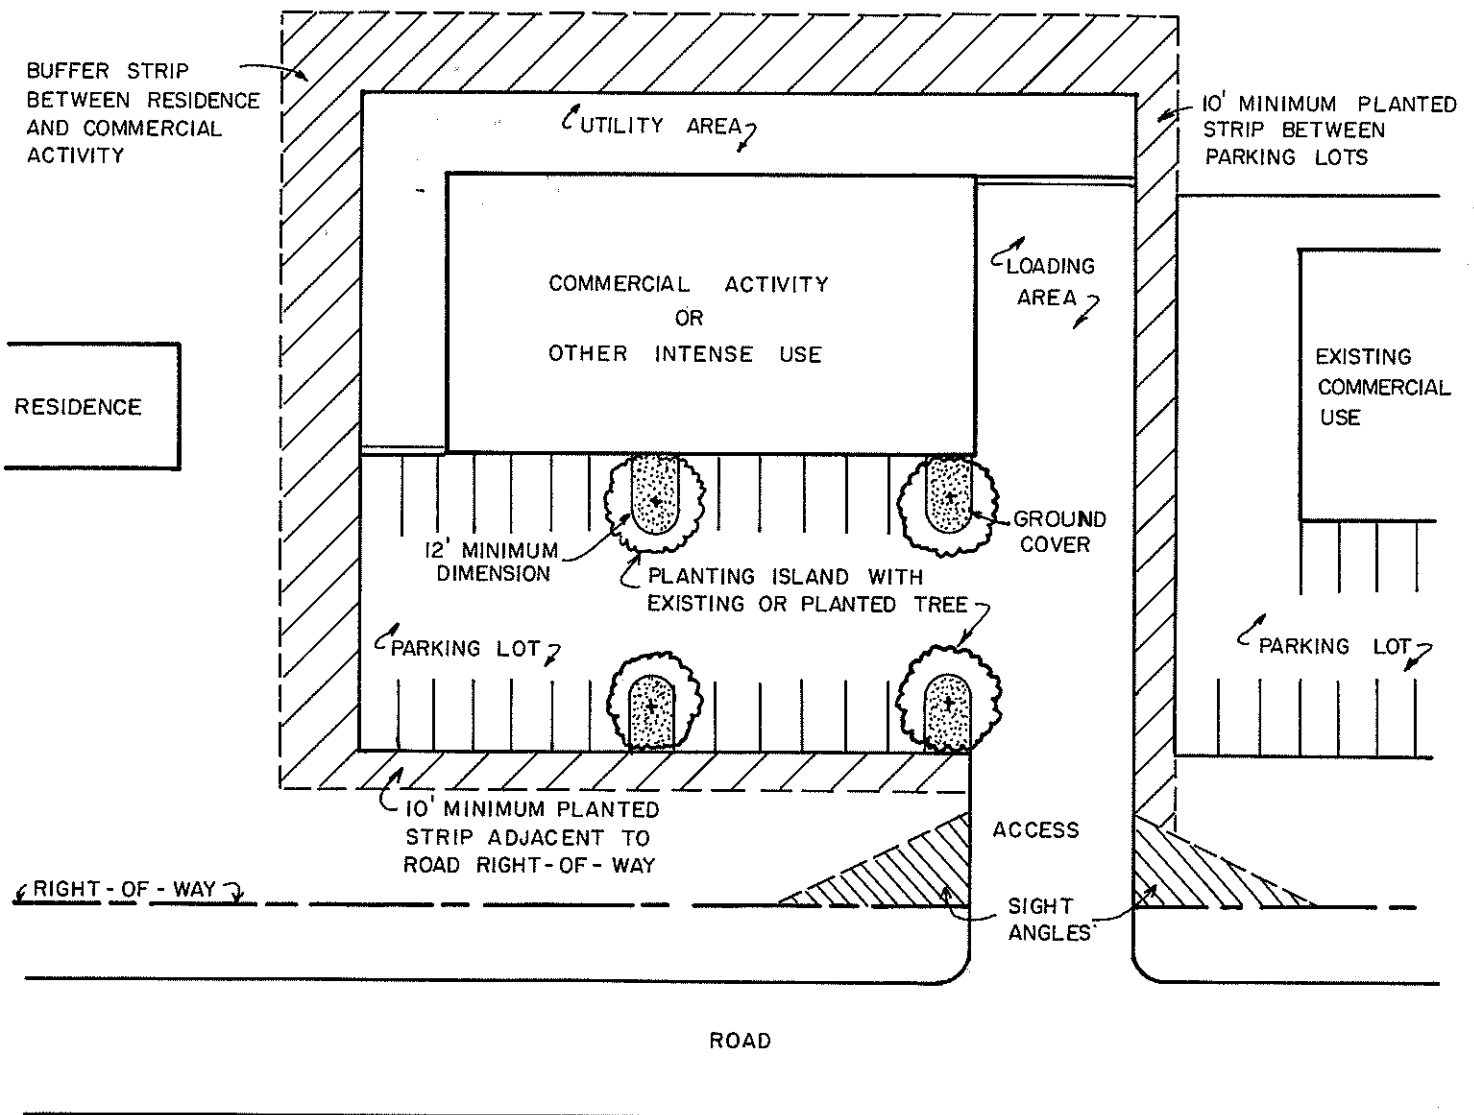 BUFFER STRIP
BETWEEN RESIDENCE
AND COMMERCIAL
ACTIVITY
UTILITY AREA
10' MINIMUM PLANTED
STRIP BETWEEN
PARKING LOTS
COMMERCIAL ACTIVITY
OR
OTHER INTENSE USE
LOADING
AREA
RESIDENCE
EXISTING
COMMERCIAL
USE
12' MINIMUM
DIMENSION
GROUND
COVER
PLANTING ISLAND WITH
EXISTING OR PLANTED TREE
PARKING LOT
PARKING LOT
10' MINIMUM PLANTED
STRIP ADJACENT TO
ROAD RIGHT-OF-WAY
ACCESS
RIGHT-OF-WAY
SIGHT
ANGLES
ROAD